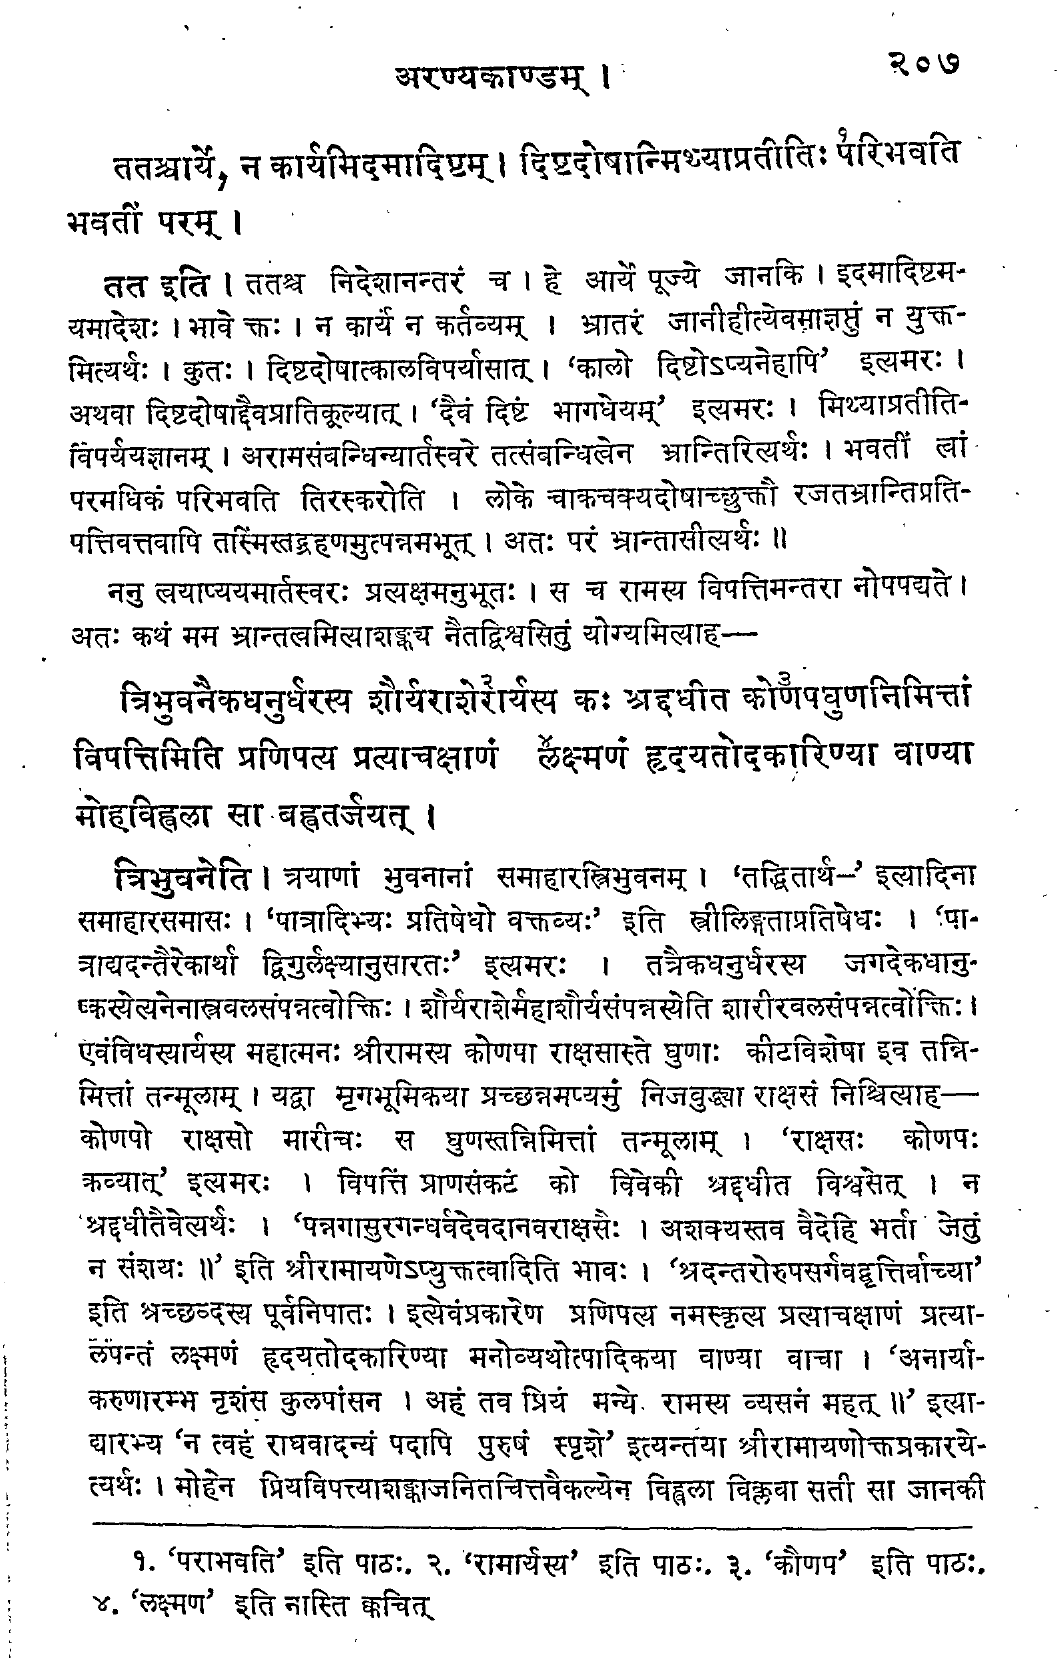 अरण्यकाण्डम् ।
२०७
ततश्चार्ये, न कार्यमिदमादिष्टम् । दिष्टदोषान्मिथ्याप्रतीतिः १परिभवति
भवतीं परम् ।
तत इति । ततश्च निदेशानन्तरं च । हे आर्ये पूज्ये जानकि । इदमादिष्टम-
यमादेशः । भावे क्तः । न कार्यं न कर्तव्यम् । भ्रातरं जानीहीत्येवमाज्ञप्तुं न युक्त-
मित्यर्थः । कुतः । दिष्टदोषात्कालविपर्यासात् । ‘कालो दिष्टोऽप्यनेहापि’ इत्यमरः ।
अथवा दिष्टदोषाद्दैवप्रातिकूल्यात् । ‘दैवं दिष्टं भागधेयम्’ इत्यमरः । मिथ्याप्रतीति-
र्विपर्ययज्ञानम् । अरामसंबन्धिन्यार्तस्वरे तत्संबन्धित्वेन भ्रान्तिरित्यर्थः । भवतीं त्वां
परमधिकं परिभवति तिरस्करोति । लोके चाकचक्यदोषाच्छुक्तौ रजतभ्रान्तिप्रति-
पत्तिवत्तवापि तस्मिंस्तद्ग्रहणमुत्पन्नमभूत् । अतः परं भ्रान्तासीत्यर्थः ॥
ननु त्वयाप्ययमार्तस्वरः प्रत्यक्षमनुभूतः । स च रामस्य विपत्तिमन्तरा नोपपद्यते ।
अतः कथं मम भ्रान्तत्वमित्याशङ्क्य नैतद्विश्वसितुं योग्यमित्याह—
त्रिभुवनैकधनुर्धरस्य शौर्यराशे२रार्यस्य कः श्रद्दधीत को३णपघुणनिमित्तां
विपत्तिमिति प्रणिपत्य प्रत्याचक्षाणं ४लक्ष्मणं हृदयतोदकारिण्या वाण्या
मोहविह्वला सा बह्वतर्जयत् ।
त्रिभुवनेति । त्रयाणां भुवनानां समाहारस्त्रिभुवनम् । ‘तद्धितार्थ–’ इत्यादिना
समाहारसमासः । ‘पात्रादिभ्यः प्रतिषेधो वक्तव्यः’ इति स्त्रीलिङ्गताप्रतिषेधः । ‘पा-
त्राद्यदन्तैरेकार्थो द्विगुर्लक्ष्यानुसारतः’ इत्यमरः । तत्रैकधनुर्धरस्य जगदेकधानु-
ष्कस्येत्यनेनास्त्रबलसंपन्नत्वोक्तिः । शौर्यराशेर्महाशौर्यसंपन्नस्येति शारीरबलसंपन्नत्वोक्तिः ।
एवंविधस्यार्यस्य महात्मनः श्रीरामस्य कोणपा राक्षसास्ते घुणाः कीटविशेषा इव तन्नि-
मित्तां तन्मूलाम् । यद्वा मृगभूमिकया प्रच्छन्नमप्यमुं निजबुद्ध्या राक्षसं निश्चित्याह—
कोणपो राक्षसो मारीचः स घुणस्तन्निमित्तां तन्मूलाम् । ‘राक्षसः कोणपः
क्रव्यात्’ इत्यमरः । विपत्तिं प्राणसंकटं को विवेकी श्रद्दधीत विश्वसेत् । न
श्रद्दधीतैवेत्यर्थः । ‘पन्नगासुरगन्धर्वदेवदानवराक्षसैः । अशक्यस्तव वैदेहि भर्ता जेतुं
न संशयः ॥’ इति श्रीरामायणेऽप्युक्तत्वादिति भावः । ‘श्रदन्तरोरुपसर्गवद्वृत्तिर्वाच्या’
इति श्रच्छब्दस्य पूर्वनिपातः । इत्येवंप्रकारेण प्रणिपत्य नमस्कृत्य प्रत्याचक्षाणं प्रत्या-
लपन्तं लक्ष्मणं हृदयतोदकारिण्या मनोव्यथोत्पादिकया वाण्या वाचा । ‘अनार्या-
करुणारम्भ नृशंस कुलपांसन । अहं तव प्रियं मन्ये रामस्य व्यसनं महत् ॥’ इत्या-
द्यारभ्य ‘न त्वहं राघवादन्यं पदापि पुरुषं स्पृशे’ इत्यन्तया श्रीरामायणोक्तप्रकारये-
त्यर्थः । मोहेन प्रियविपत्त्याशङ्काजनितचित्तवैकल्येन विह्वला विक्लवा सती सा जानकी
१. ‘पराभवति’ इति पाठः. २. ‘रामार्यस्य’ इति पाठः. ३. ‘कौणप’ इति पाठः.
४. ‘लक्ष्मण’ इति नास्ति क्वचित्